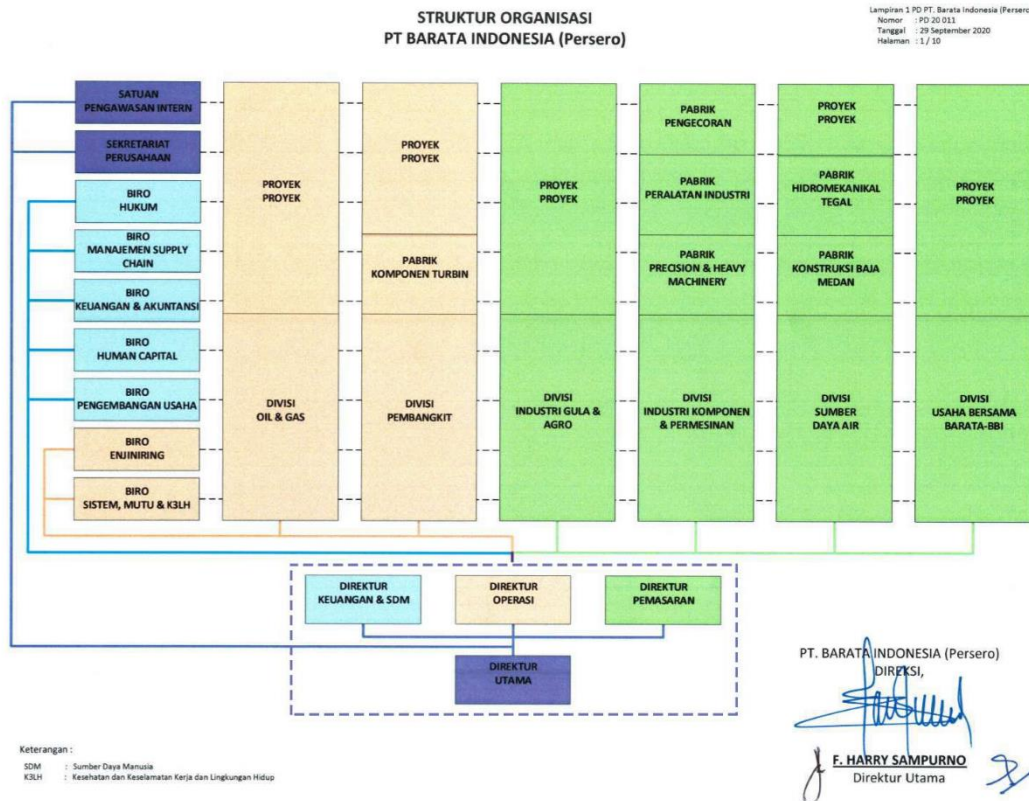 STRUKTUR ORGANISASI
PT BARATA INDONESIA (Persero)
Lampiran 1 PD PT. Barata Indonesia (Persero
Nomor : PD 20 011
Tanggal : 29 September 2020
Halaman : 1 / 10
SATUAN
PENGAWASAN INTERN
SEKRETARIAT
PERUSAHAAN
BIRO
HUKUM
BIRO
MANAJEMEN SUPPLY
CHAIN
BIRO
KEUANGAN & AKUNTANSI
BIRO
HUMAN CAPITAL
BIRO
PENGEMBANGAN USAHA
BIRO
ENJINIRING
BIRO
SISTEM, MUTU & K3LH
PROYEK
PROYEK
DIVISI
OIL & GAS
PROYEK
PROYEK
PABRIK
KOMPONEN TURBIN
DIVISI
PEMBANGKIT
PROYEK
PROYEK
DIVISI
INDUSTRI GULA &
AGRO
PABRIK
PENGECORAN
PABRIK
PERALATAN INDUSTRI
PABRIK
PRECISION & HEAVY
MACHINERY
DIVISI
INDUSTRI KOMPONEN
& PERMESINAN
PROYEK
PROYEK
PABRIK
HIDROMEKANIKAL
TEGAL
PABRIK
KONSTRUKSI BAJA
MEDAN
DIVISI
SUMBER
DAYA AIR
PROYEK
PROYEK
DIVISI
USAHA BERSAMA
BARATA-BBI
DIREKTUR
KEUANGAN & SDM
DIREKTUR
OPERASI
DIREKTUR
PEMASARAN
DIREKTUR
UTAMA
PT. BARATA INDONESIA (Persero)
DIREKSI,
F. HARRY SAMPURNO
Direktur Utama
Keterangan :
SDM : Sumber Daya Manusia
K3LH : Kesehatan dan Keselamatan Kerja dan Lingkungan Hidup